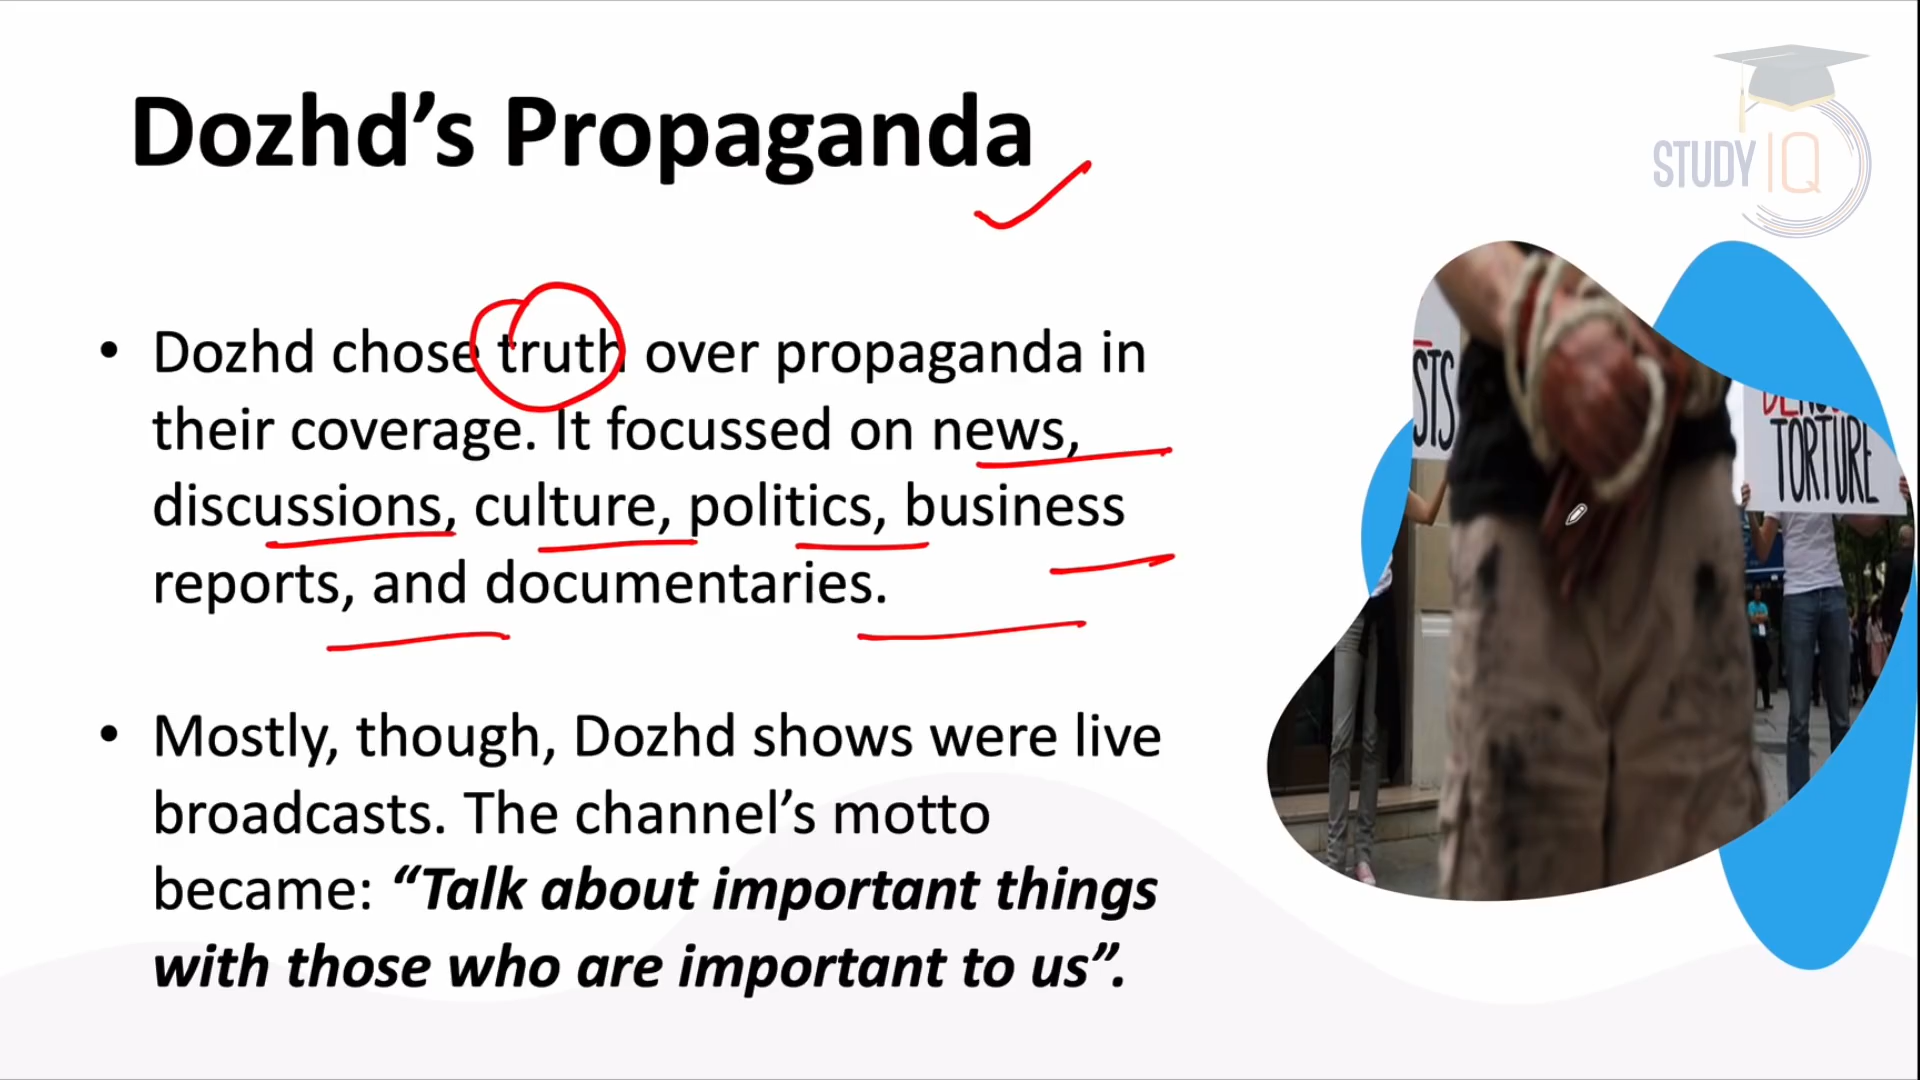 Dozhd’s Propaganda
STUDY IQ
• Dozhd chose truth over propaganda in
their coverage. It focussed on news,
discussions, culture, politics, business
reports, and documentaries.
• Mostly, though, Dozhd shows were live
broadcasts. The channel’s motto
became: “Talk about important things
with those who are important to us”.
TORTURE